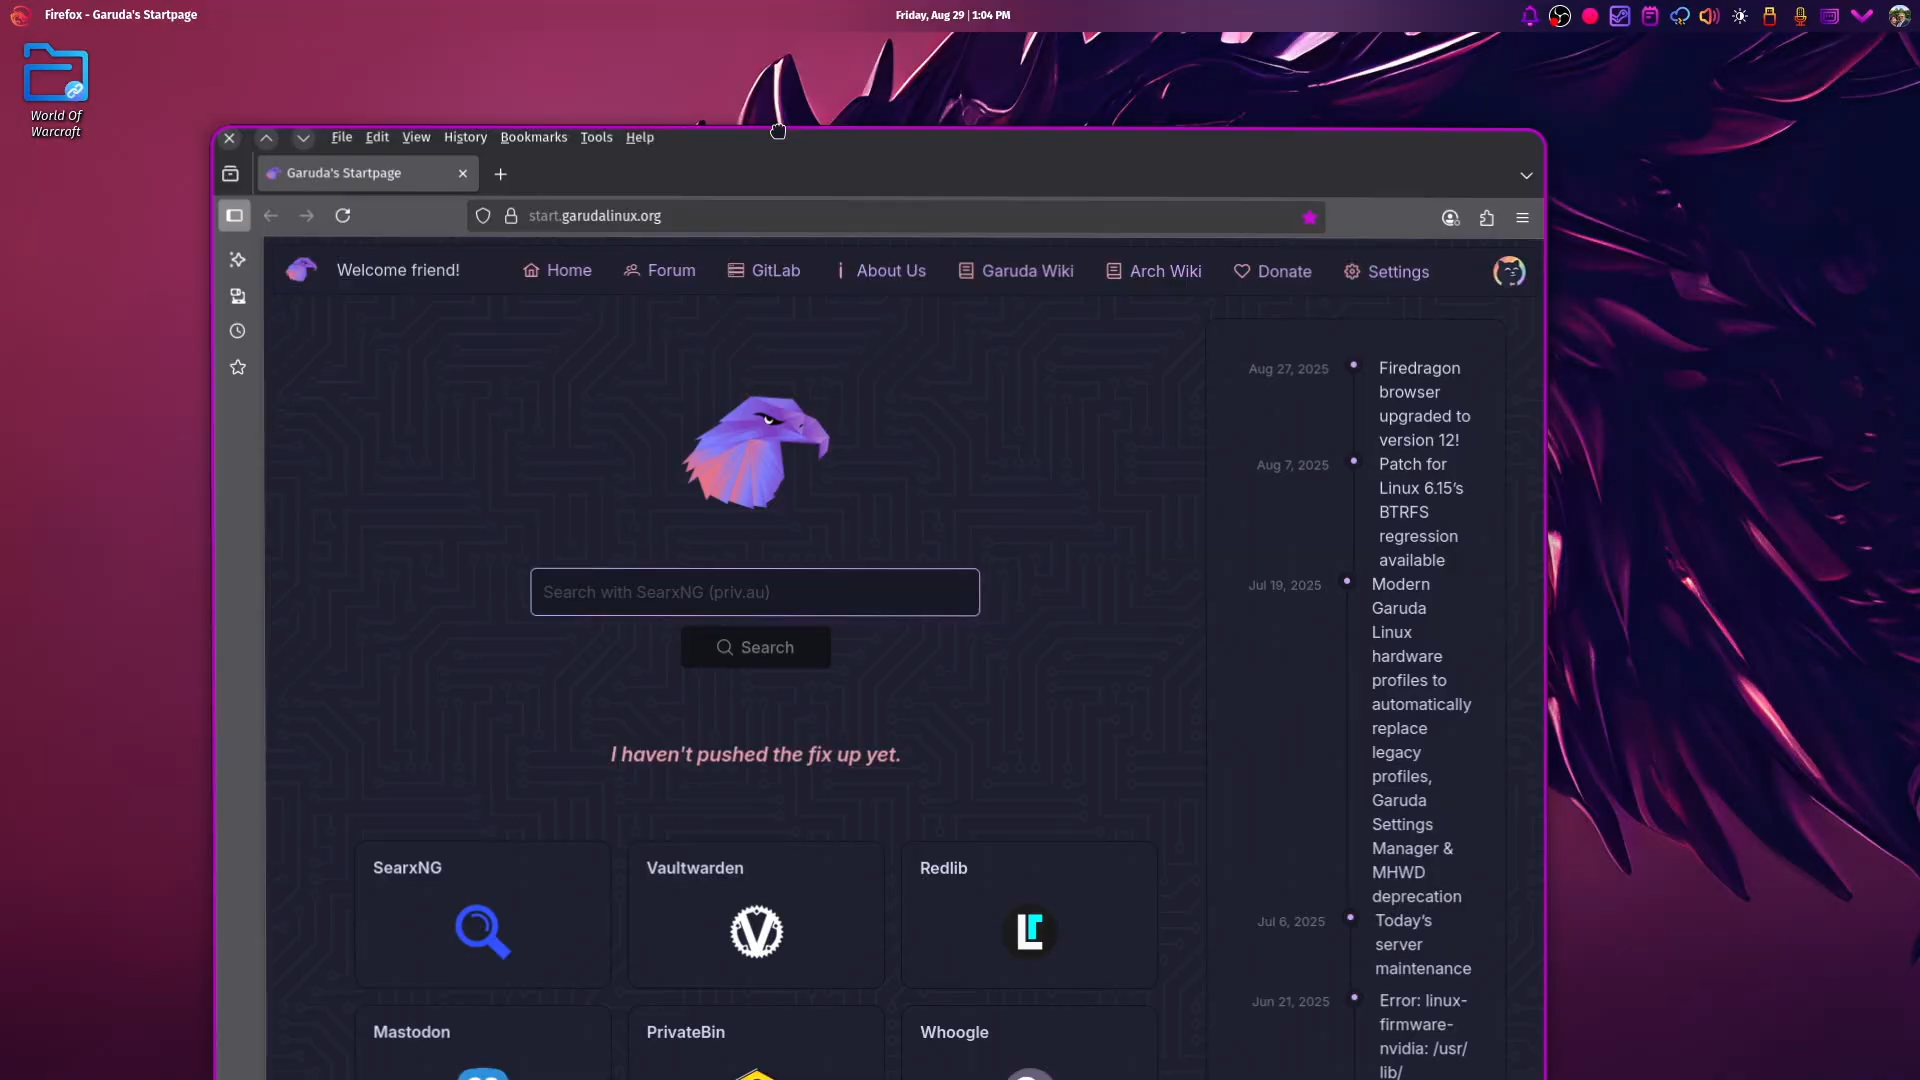 Firefox - Garuda's Startpage
Friday, Aug 29 | 1:04 PM
World Of
Warcraft
File Edit View History Bookmarks Tools Help
Garuda's Startpage
start.garudalinux.org
Welcome friend!
Home Forum GitLab About Us Garuda Wiki Arch Wiki Donate Settings
Search with SearxNG (priv.au)
Search
I haven't pushed the fix up yet.
SearxNG
Vaultwarden
Redlib
Mastodon
PrivateBin
Whoogle
Aug 27, 2025
Firedragon
browser
upgraded to
version 12!
Aug 7, 2025
Patch for
Linux 6.15's
BTRFS
regression
available
Jul 19, 2025
Modern
Garuda
Linux
hardware
profiles to
automatically
replace
legacy
profiles,
Garuda
Settings
Manager &
MHWD
deprecation
Jul 6, 2025
Today's
server
maintenance
Jun 21, 2025
Error: linux-
firmware-
nvidia: /usr/
lib/